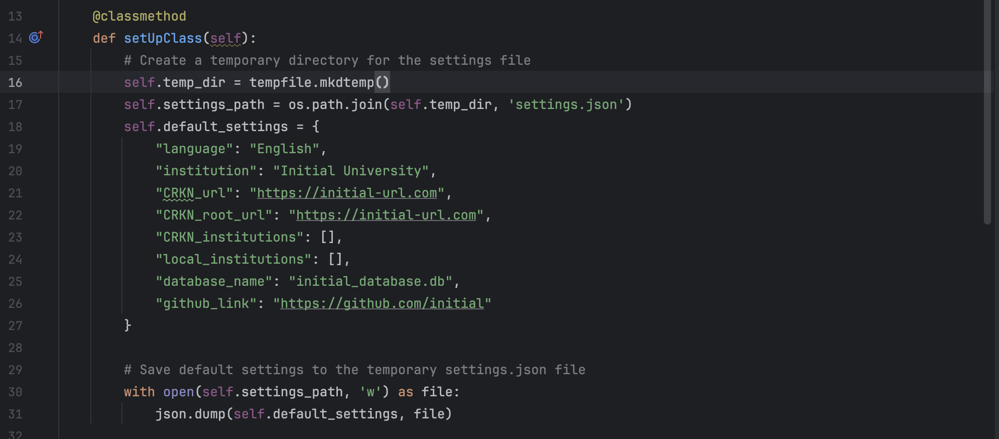 13 @classmethod
14 def setUpClass(self):
15 # Create a temporary directory for the settings file
16 self.temp_dir = tempfile.mkdtemp()
17 self.settings_path = os.path.join(self.temp_dir, 'settings.json')
18 self.default_settings = {
19 "language": "English",
20 "institution": "Initial University",
21 "CRKN_url": "https://initial-url.com",
22 "CRKN_root_url": "https://initial-url.com",
23 "CRKN_institutions": [],
24 "local_institutions": [],
25 "database_name": "initial_database.db",
26 "github_link": "https://github.com/initial"
27 }
28
29 # Save default settings to the temporary settings.json file
30 with open(self.settings_path, 'w') as file:
31 json.dump(self.default_settings, file)
32